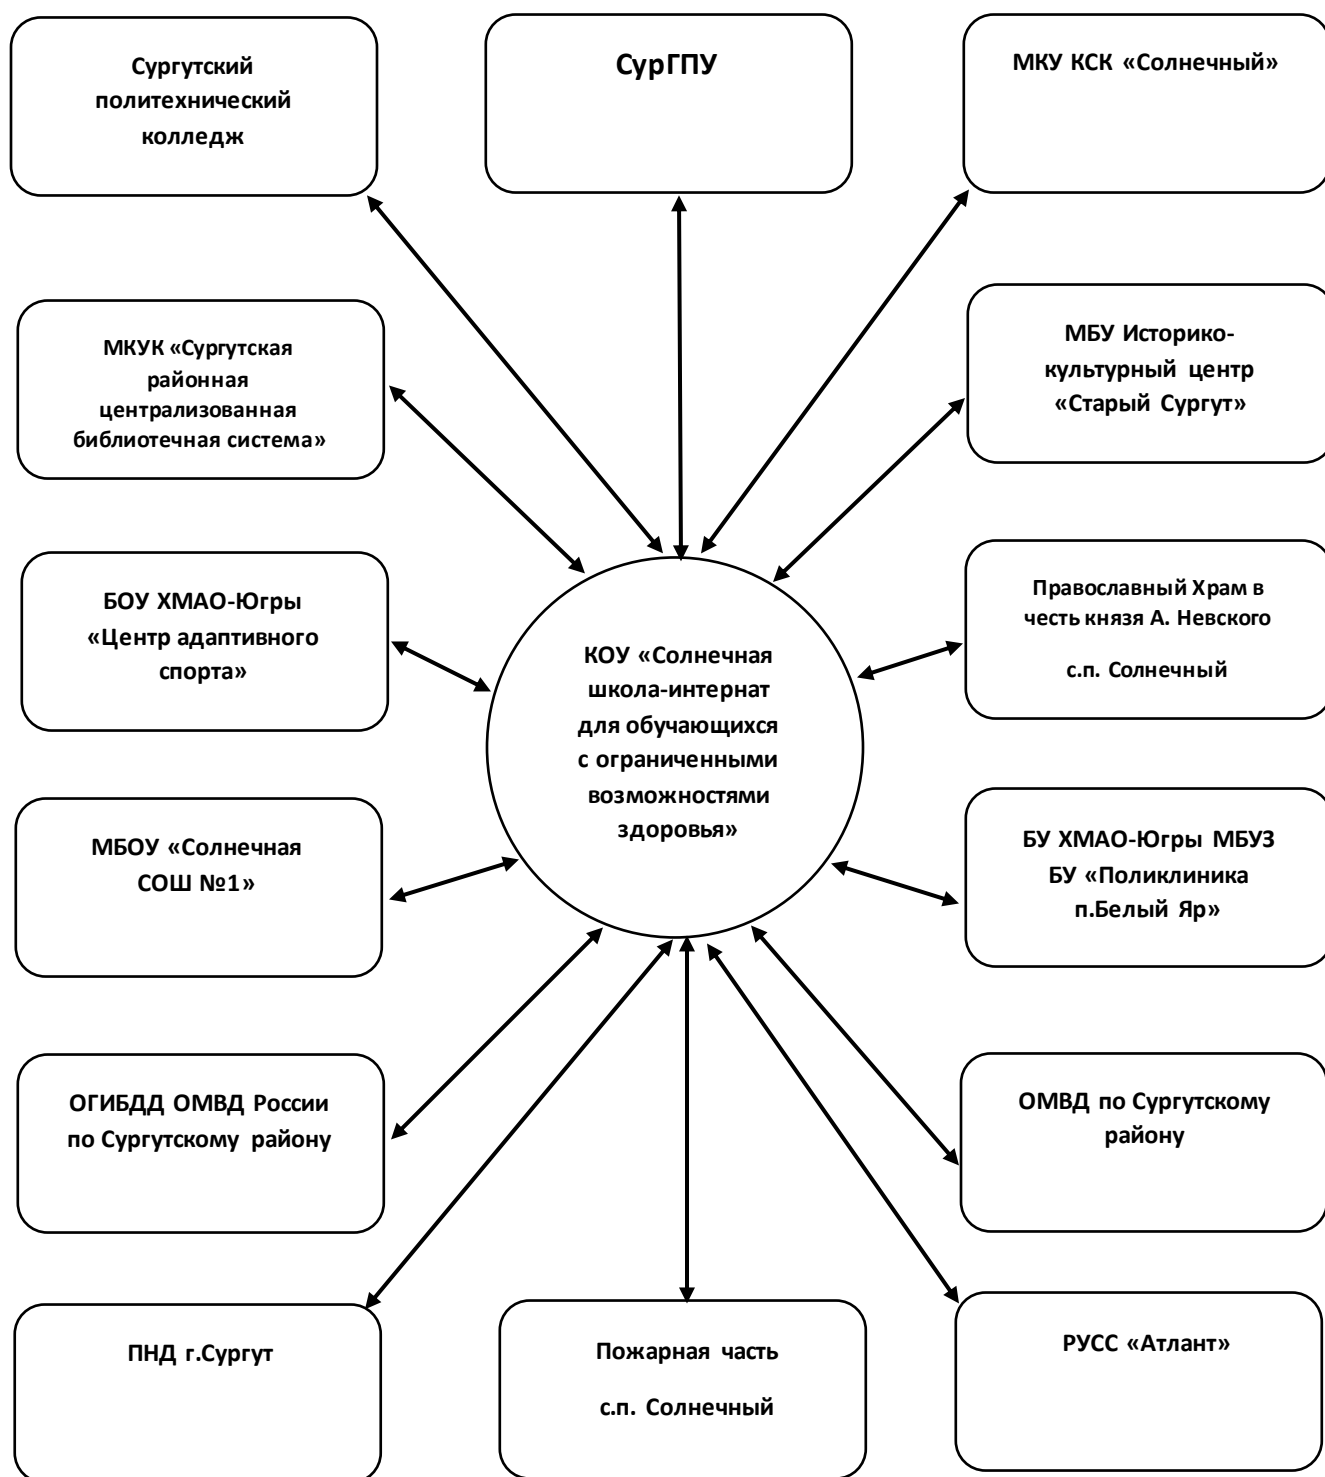 Сургутский
политехнический
колледж
СурГПУ
МКУ КСК «Солнечный»
МКУК «Сургутская
районная
централизованная
библиотечная система»
МБУ Историко-
культурный центр
«Старый Сургут»
БОУ ХМАО-Югры
«Центр адаптивного
спорта»
КОУ «Солнечная
школа-интернат
для обучающихся
с ограниченными
возможностями
здоровья»
Православный Храм в
честь князя А. Невского
с.п. Солнечный
МБОУ «Солнечная
СОШ №1»
БУ ХМАО-Югры МБУЗ
БУ «Поликлиника
п.Белый Яр»
ОГИБДД ОМВД России
по Сургутскому району
ОМВД по Сургутскому
району
ПНД г.Сургут
Пожарная часть
с.п. Солнечный
РУСС «Атлант»